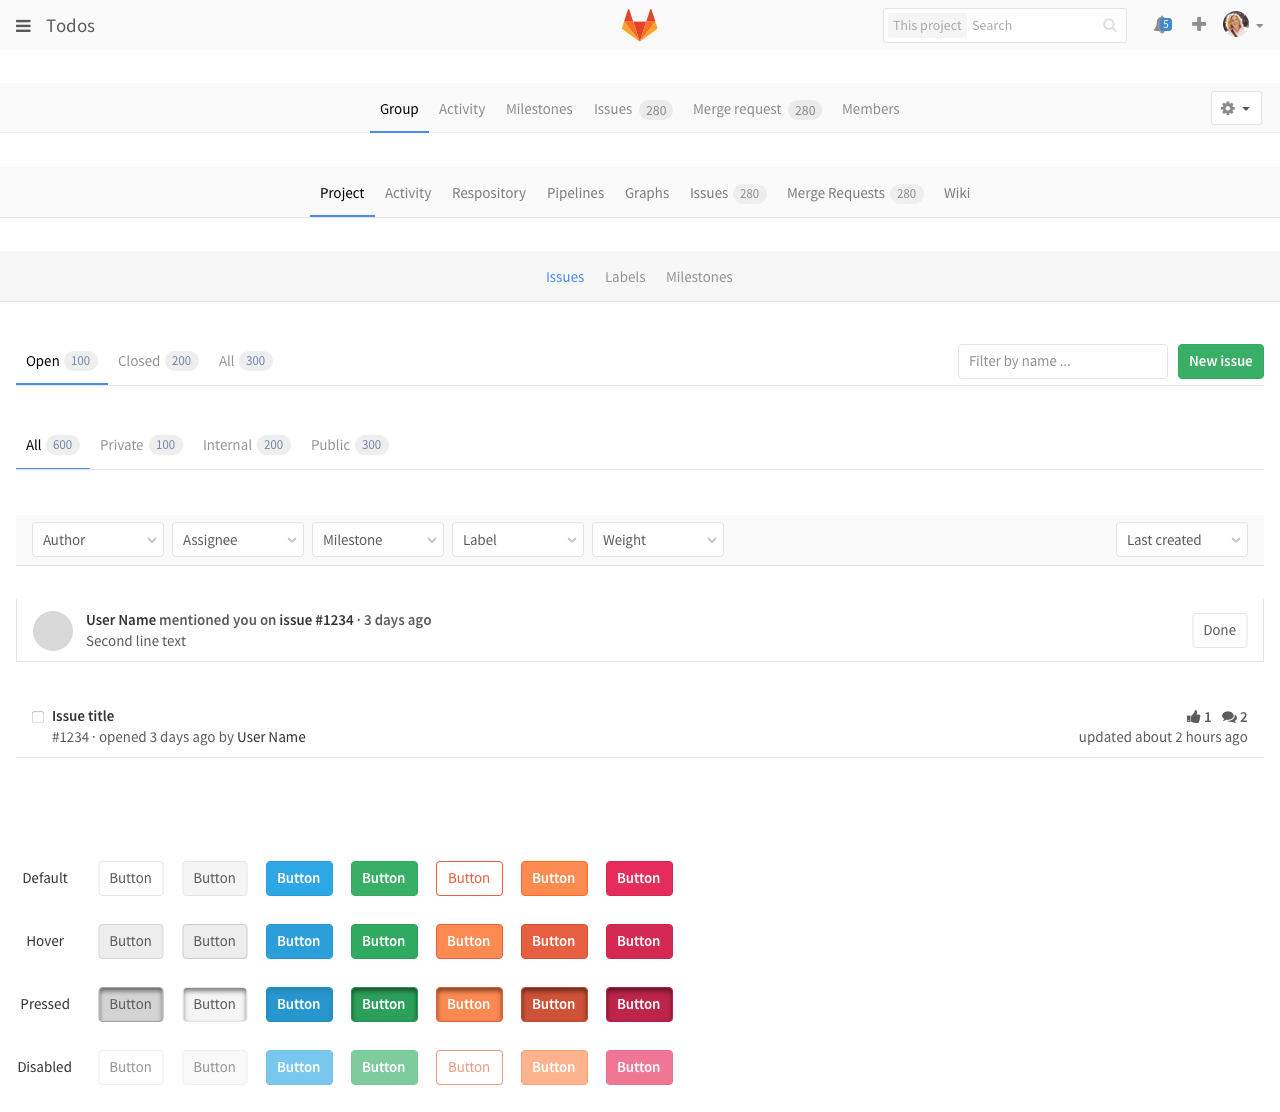 Todos This project Search 5
Group Activity Milestones Issues 280 Merge request 280 Members
Project Activity Respository Pipelines Graphs Issues 280 Merge Requests 280 Wiki
Issues Labels Milestones
Open 100 Closed 200 All 300 Filter by name ... New issue
All 600 Private 100 Internal 200 Public 300
Author Assignee Milestone Label Weight Last created
User Name mentioned you on issue #1234 · 3 days ago
Second line text
Done
Issue title 1 2
#1234 · opened 3 days ago by User Name updated about 2 hours ago
Default Button Button Button Button Button Button Button
Hover Button Button Button Button Button Button Button
Pressed Button Button Button Button Button Button Button
Disabled Button Button Button Button Button Button Button